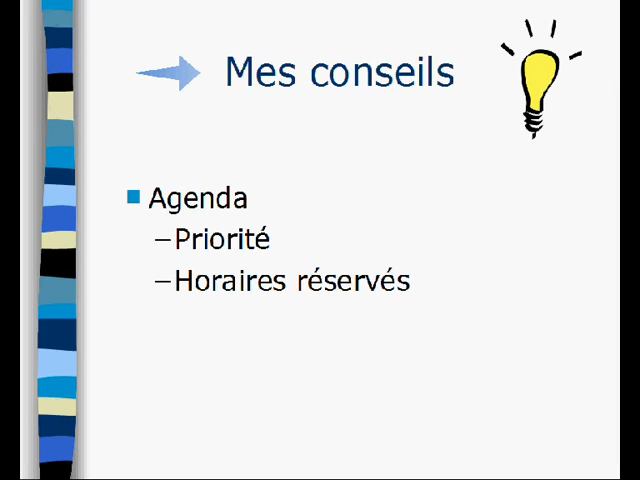 Mes conseils
Agenda
–Priorité
–Horaires réservés